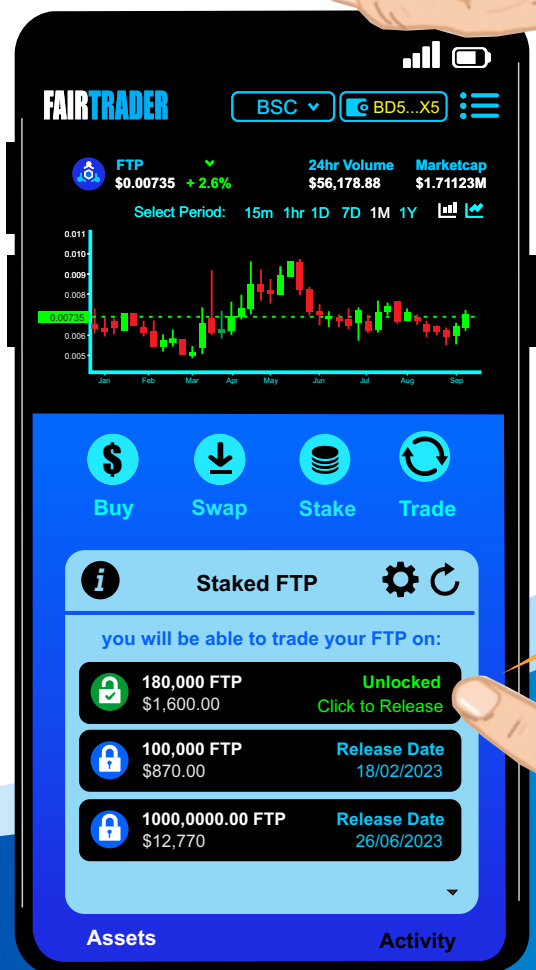 FAIRTRADER
BSC
BD5...X5
FTP 24hr Volume Marketcap
$0.00735 + 2.6% $56,178.88 $1.71123M
Select Period: 15m 1hr 1D 7D 1M 1Y
0.011
0.010
0.009
0.008
0.00735
0.006
0.005
Jan Feb Mar Apr May Jun Jul Aug Sep
$
Buy Swap Stake Trade
i Staked FTP
you will be able to trade your FTP on:
180,000 FTP Unlocked
$1,600.00 Click to Release
100,000 FTP Release Date
$870.00 18/02/2023
1000,0000.00 FTP Release Date
$12,770 26/06/2023
Assets Activity